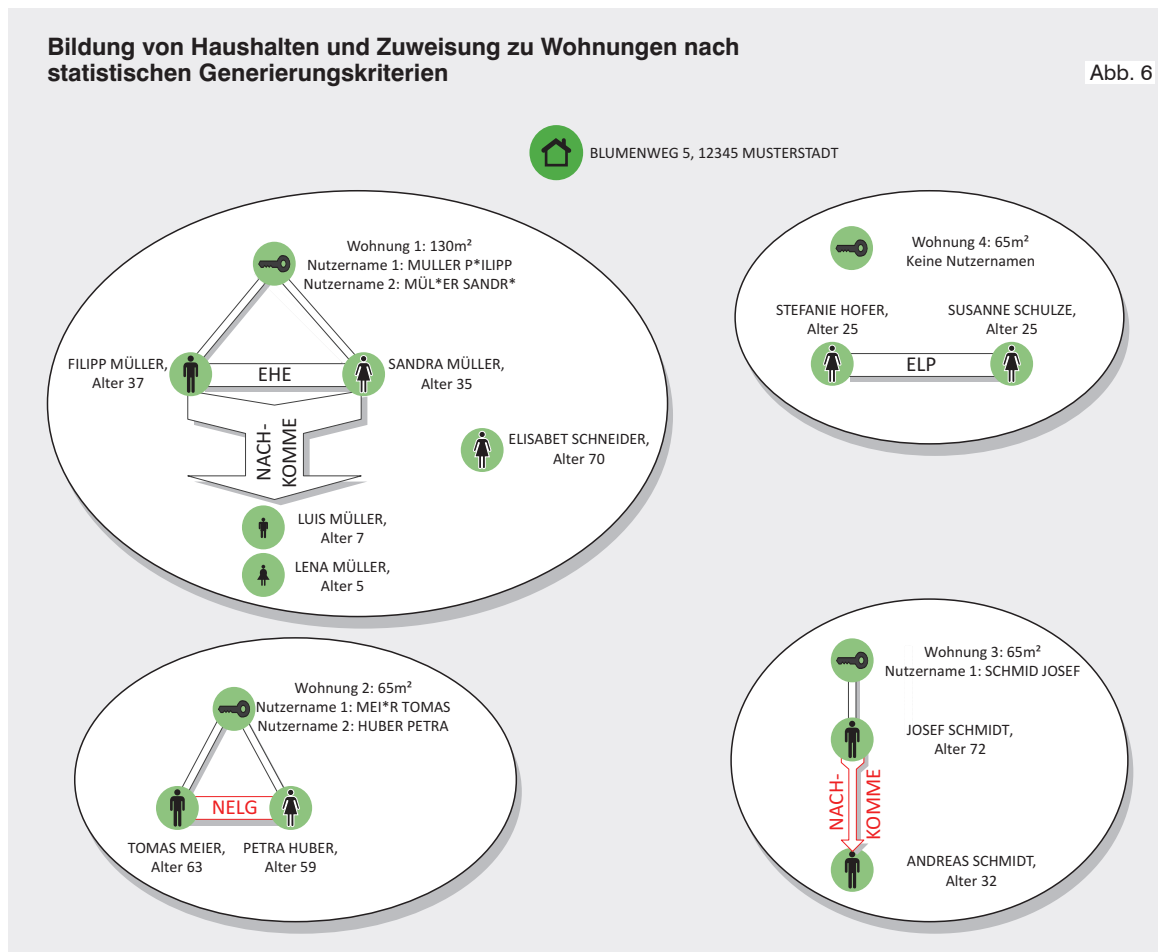 Bildung von Haushalten und Zuweisung zu Wohnungen nach
statistischen Generierungskriterien
Abb. 6
BLUMENWEG 5, 12345 MUSTERSTADT
Wohnung 1: 130m²
Nutzername 1: MULLER P*ILIPP
Nutzername 2: MÜL*ER SANDR*
FILIPP MÜLLER,
Alter 37
EHE
SANDRA MÜLLER,
Alter 35
NACH-
KOMME
ELISABET SCHNEIDER,
Alter 70
LUIS MÜLLER,
Alter 7
LENA MÜLLER,
Alter 5
Wohnung 4: 65m²
Keine Nutzernamen
STEFANIE HOFER,
Alter 25
SUSANNE SCHULZE,
Alter 25
ELP
Wohnung 2: 65m²
Nutzername 1: MEI*R TOMAS
Nutzername 2: HUBER PETRA
NELG
TOMAS MEIER,
Alter 63
PETRA HUBER,
Alter 59
Wohnung 3: 65m²
Nutzername 1: SCHMID JOSEF
JOSEF SCHMIDT,
Alter 72
NACH-
KOMME
ANDREAS SCHMIDT,
Alter 32